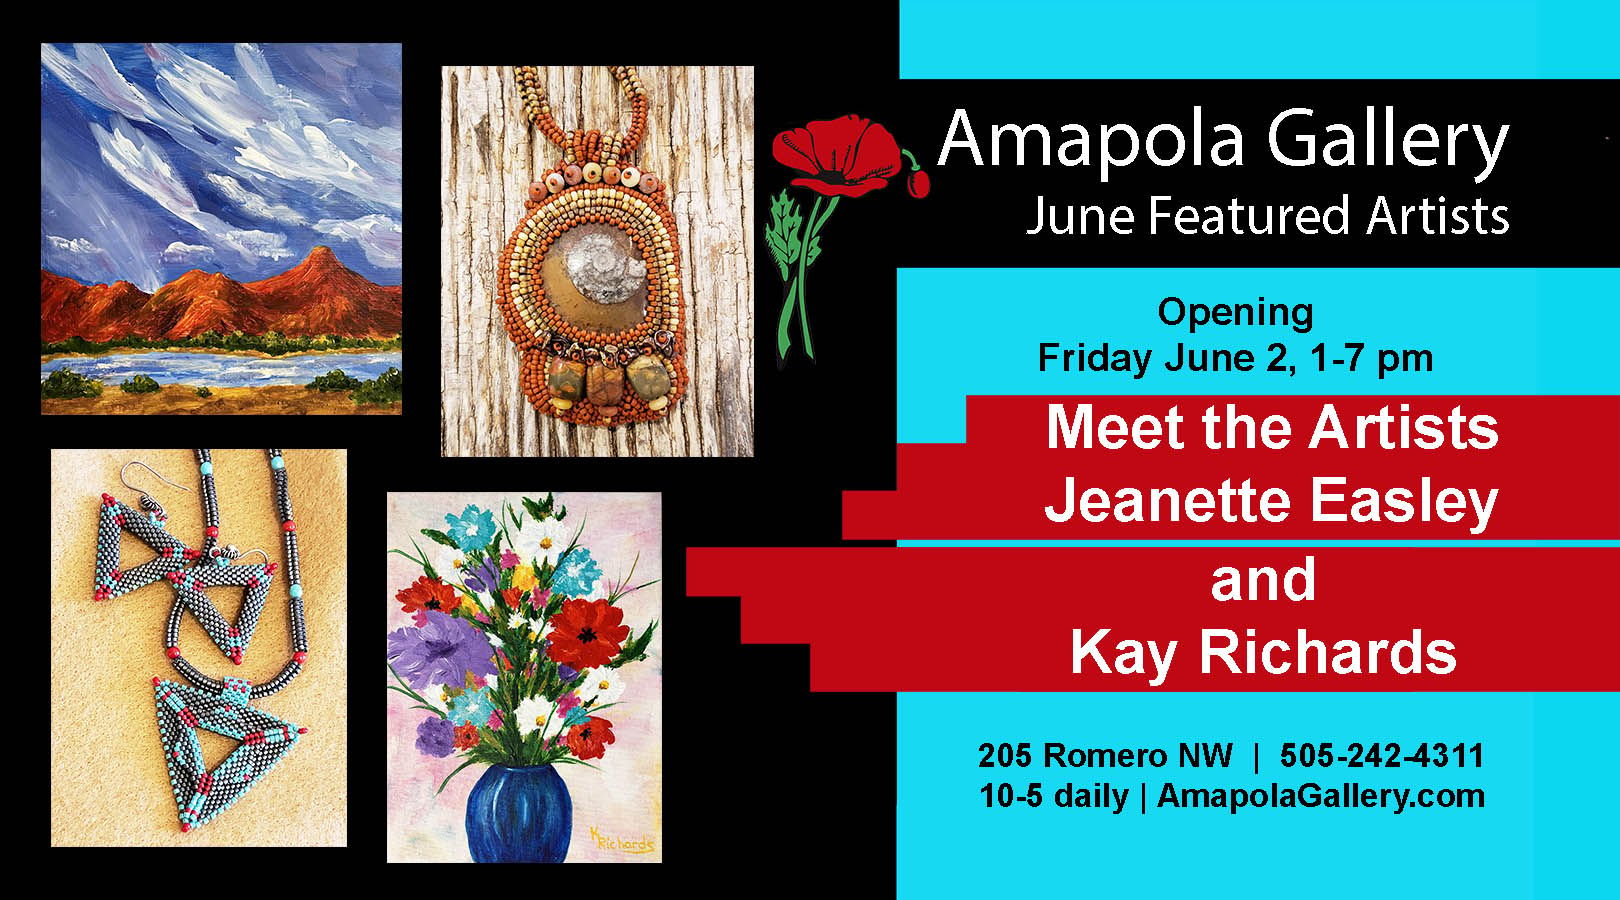 Amapola Gallery
June Featured Artists
Opening
Friday June 2, 1-7 pm
Meet the Artists
Jeanette Easley
and
Kay Richards
205 Romero NW | 505-242-4311
10-5 daily | AmapolaGallery.com
K Richards